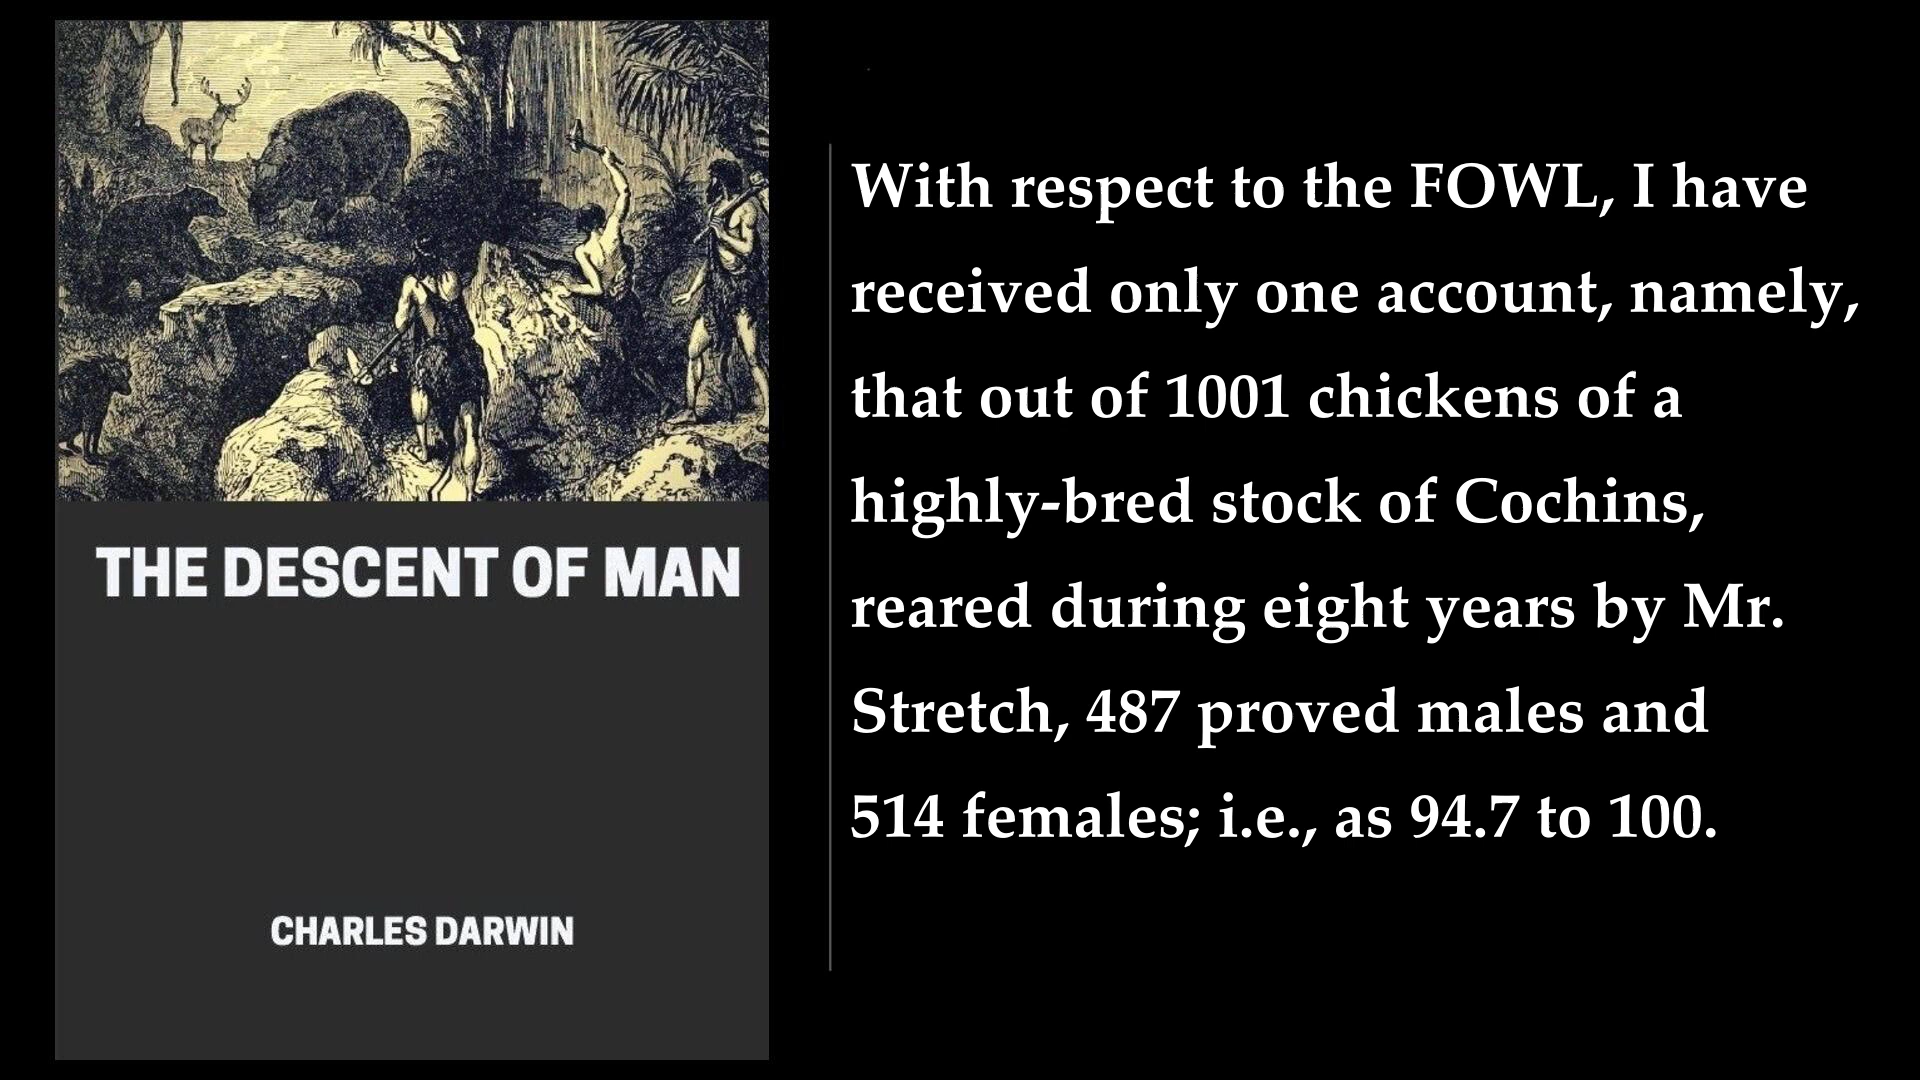 THE DESCENT OF MAN
CHARLES DARWIN
With respect to the FOWL, I have
received only one account, namely,
that out of 1001 chickens of a
highly-bred stock of Cochins,
reared during eight years by Mr.
Stretch, 487 proved males and
514 females; i.e., as 94.7 to 100.